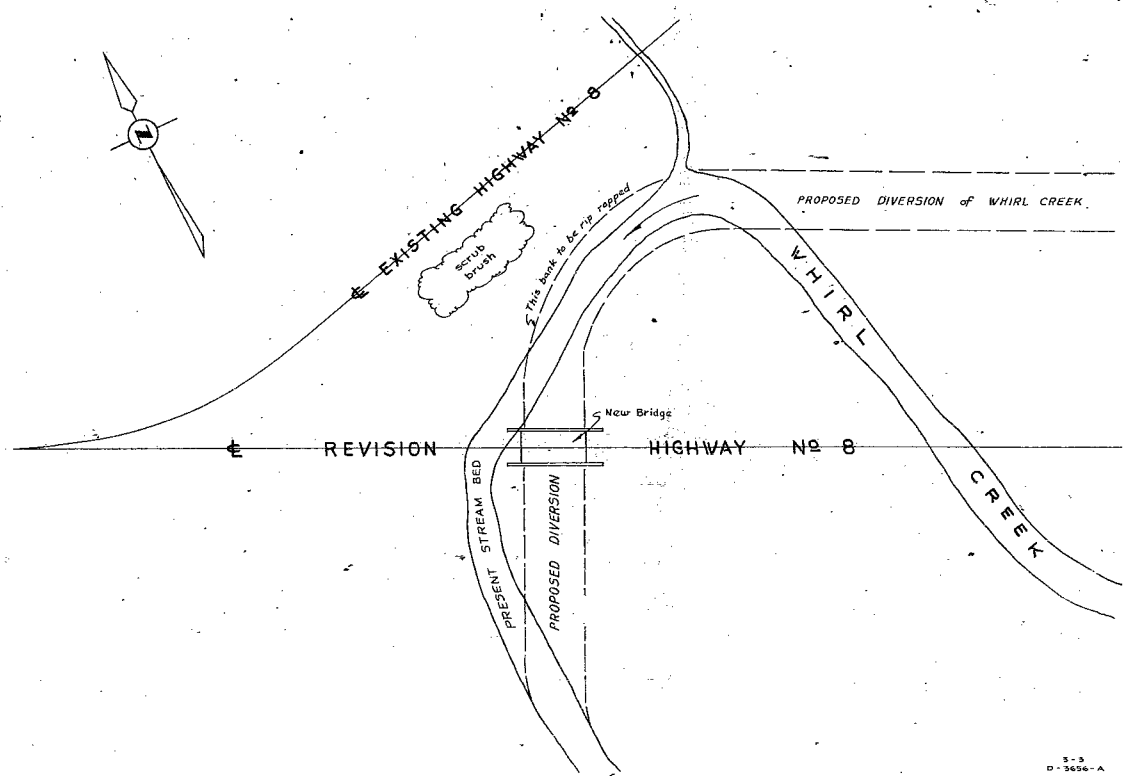 N
℄ EXISTING HIGHWAY Nº 8
scrub
brush
This bank to be rip rapped
PROPOSED DIVERSION of WHIRL CREEK
WHIRL CREEK
New Bridge
℄ REVISION HIGHWAY Nº 8
PRESENT STREAM BED
PROPOSED DIVERSION
3-3
D-3656-A